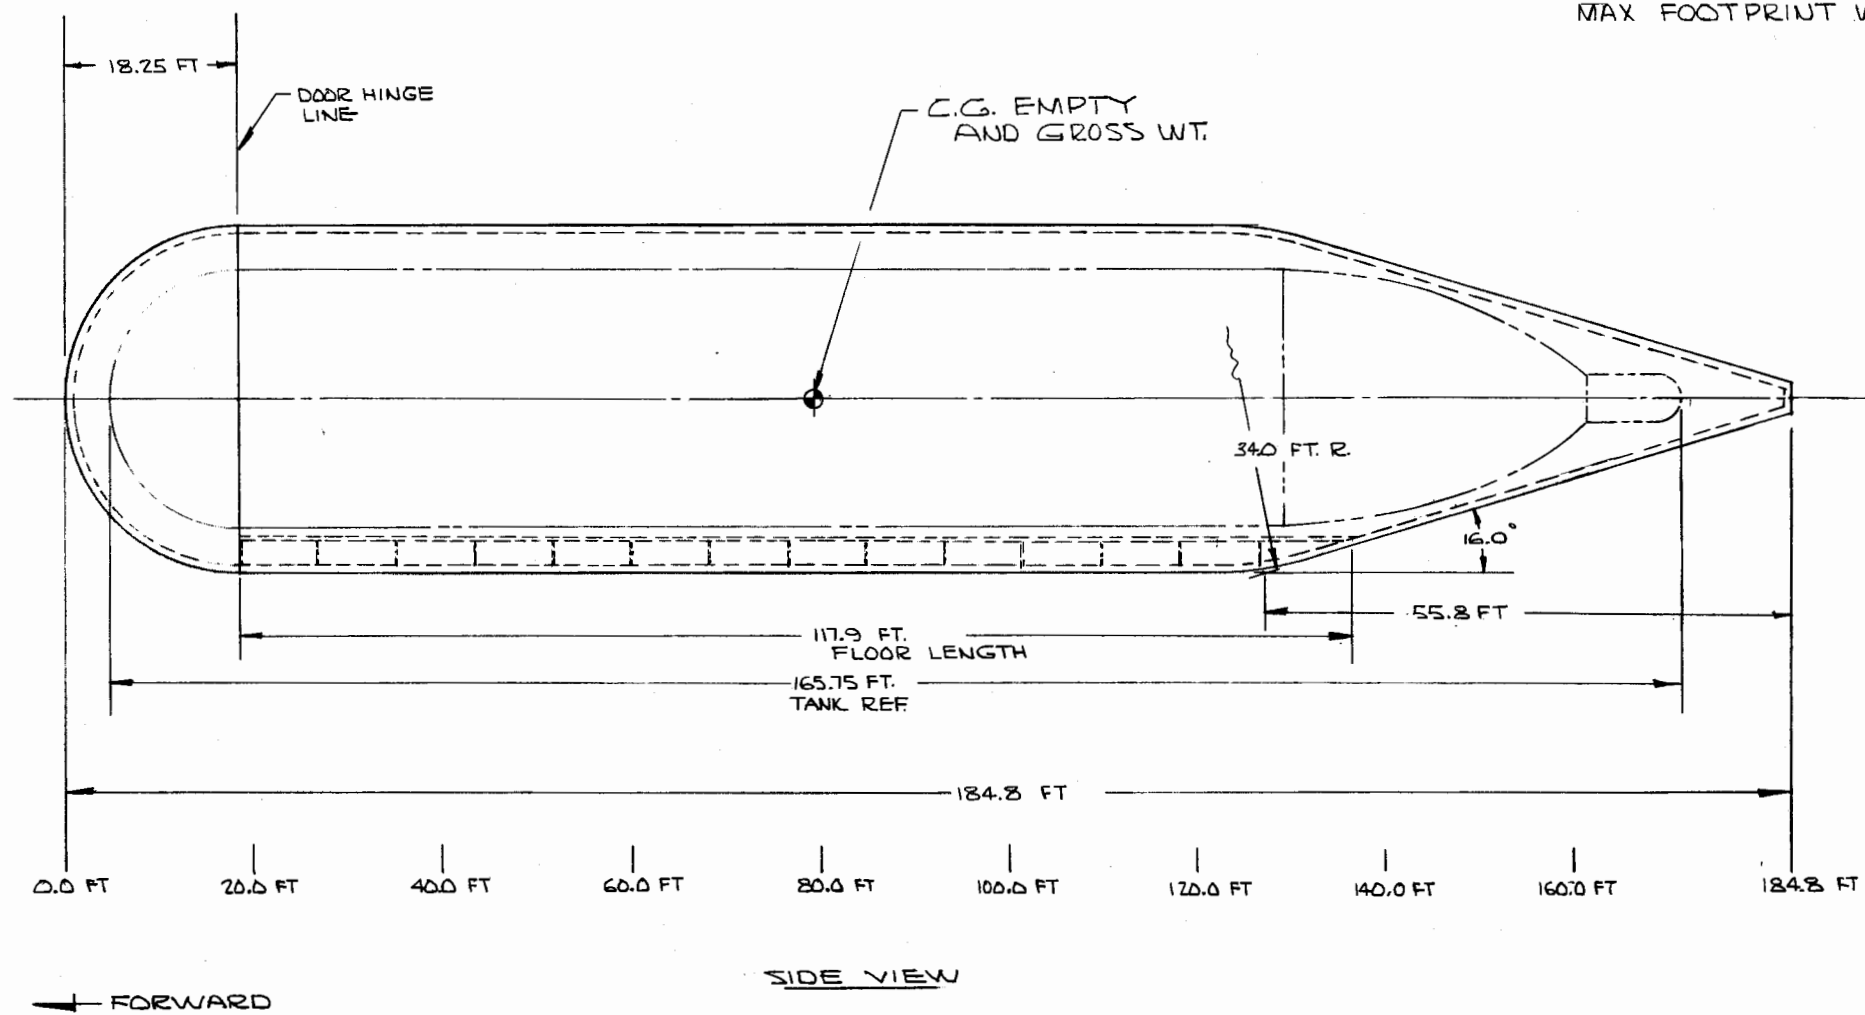 MAX FOOTPRINT
18.25 FT
DOOR HINGE
LINE
C.G. EMPTY
AND GROSS WT.
34.0 FT. R.
16.0°
55.8 FT
117.9 FT.
FLOOR LENGTH
165.75 FT.
TANK REF.
184.8 FT
0.0 FT 20.0 FT 40.0 FT 60.0 FT 80.0 FT 100.0 FT 120.0 FT 140.0 FT 160.0 FT 184.8 FT
SIDE VIEW
FORWARD